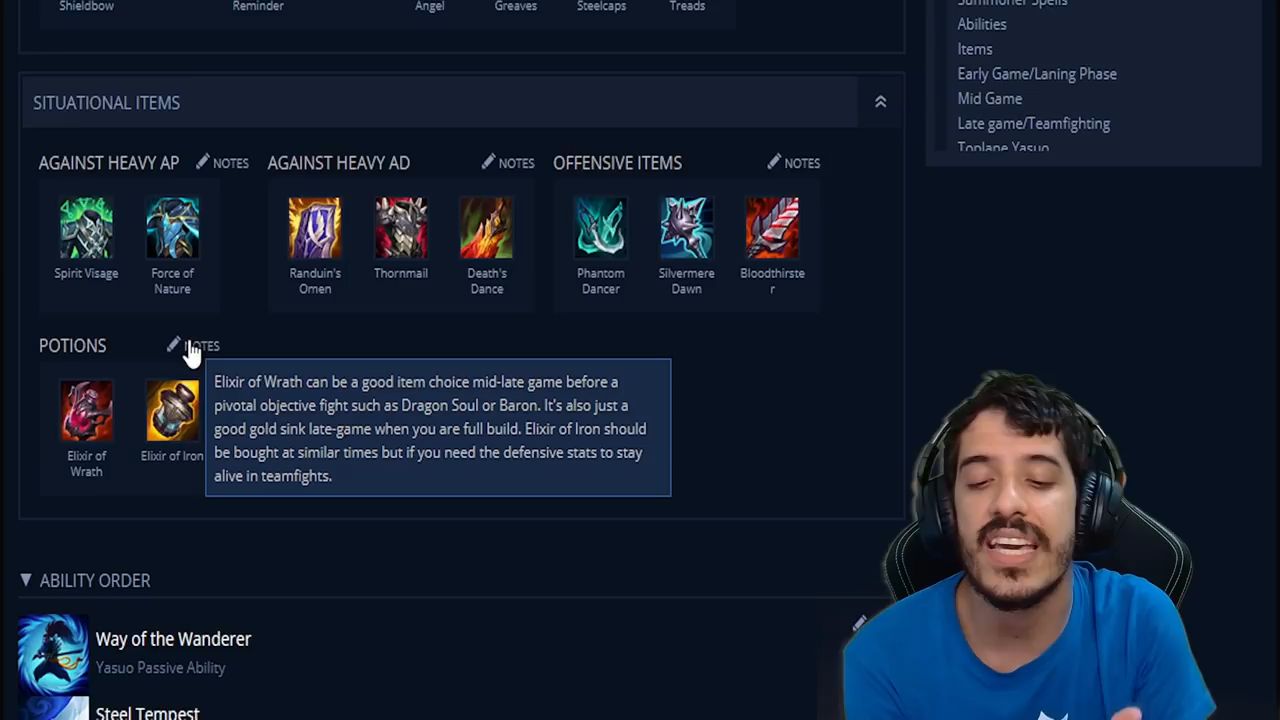 Shieldbow
Reminder
Angel
Greaves
Steelcaps
Treads
Summoner Spells
Abilities
Items
Early Game/Laning Phase
Mid Game
Late game/Teamfighting
Toplane Yasuo
SITUATIONAL ITEMS
AGAINST HEAVY AP
NOTES
Spirit Visage
Force of
Nature
AGAINST HEAVY AD
NOTES
Randuin's
Omen
Thornmail
Death's
Dance
OFFENSIVE ITEMS
NOTES
Phantom
Dancer
Silvermere
Dawn
Bloodthirste
r
POTIONS
NOTES
Elixir of
Wrath
Elixir of Iron
Elixir of Wrath can be a good item choice mid-late game before a
pivotal objective fight such as Dragon Soul or Baron. It's also just a
good gold sink late-game when you are full build. Elixir of Iron should
be bought at similar times but if you need the defensive stats to stay
alive in teamfights.
ABILITY ORDER
Way of the Wanderer
Yasuo Passive Ability
Steel Tempest